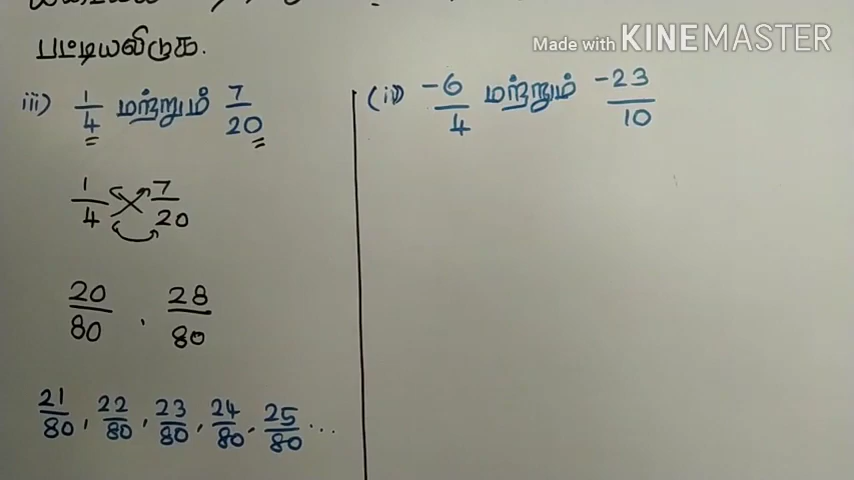 பட்டியலிடுக.
Made with KINEMASTER
iii) 1/4 மற்றும் 7/20
1/4 7/20
20/80 , 28/80
21/80, 22/80, 23/80, 24/80, 25/80 ...
(iv) -6/4 மற்றும் -23/10